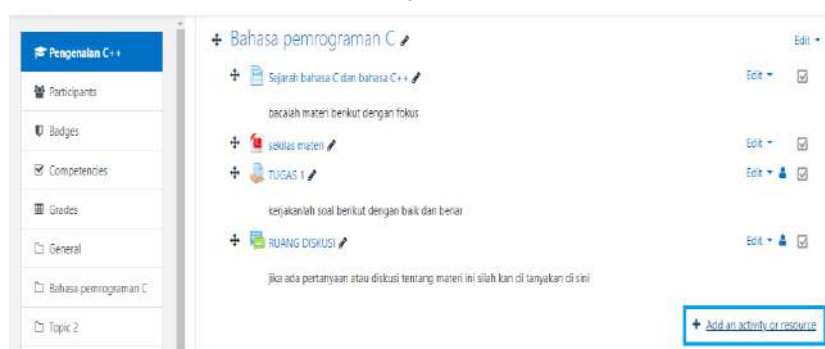 Pengenalan C++
Participants
Badges
Competencies
Grades
General
Bahasa pemrograman C
Topic 2
Bahasa pemrograman C
Edit
Sejarah bahasa C dan bahasa C++
Edit
bacalah materi berikut dengan fokus
sekilas materi
Edit
TUGAS 1
Edit
kerjakanlah soal berikut dengan baik dan benar
RUANG DISKUSI
Edit
jika ada pertanyaan atau diskusi tentang materi ini silah kan di tanyakan di sini
+ Add an activity or resource